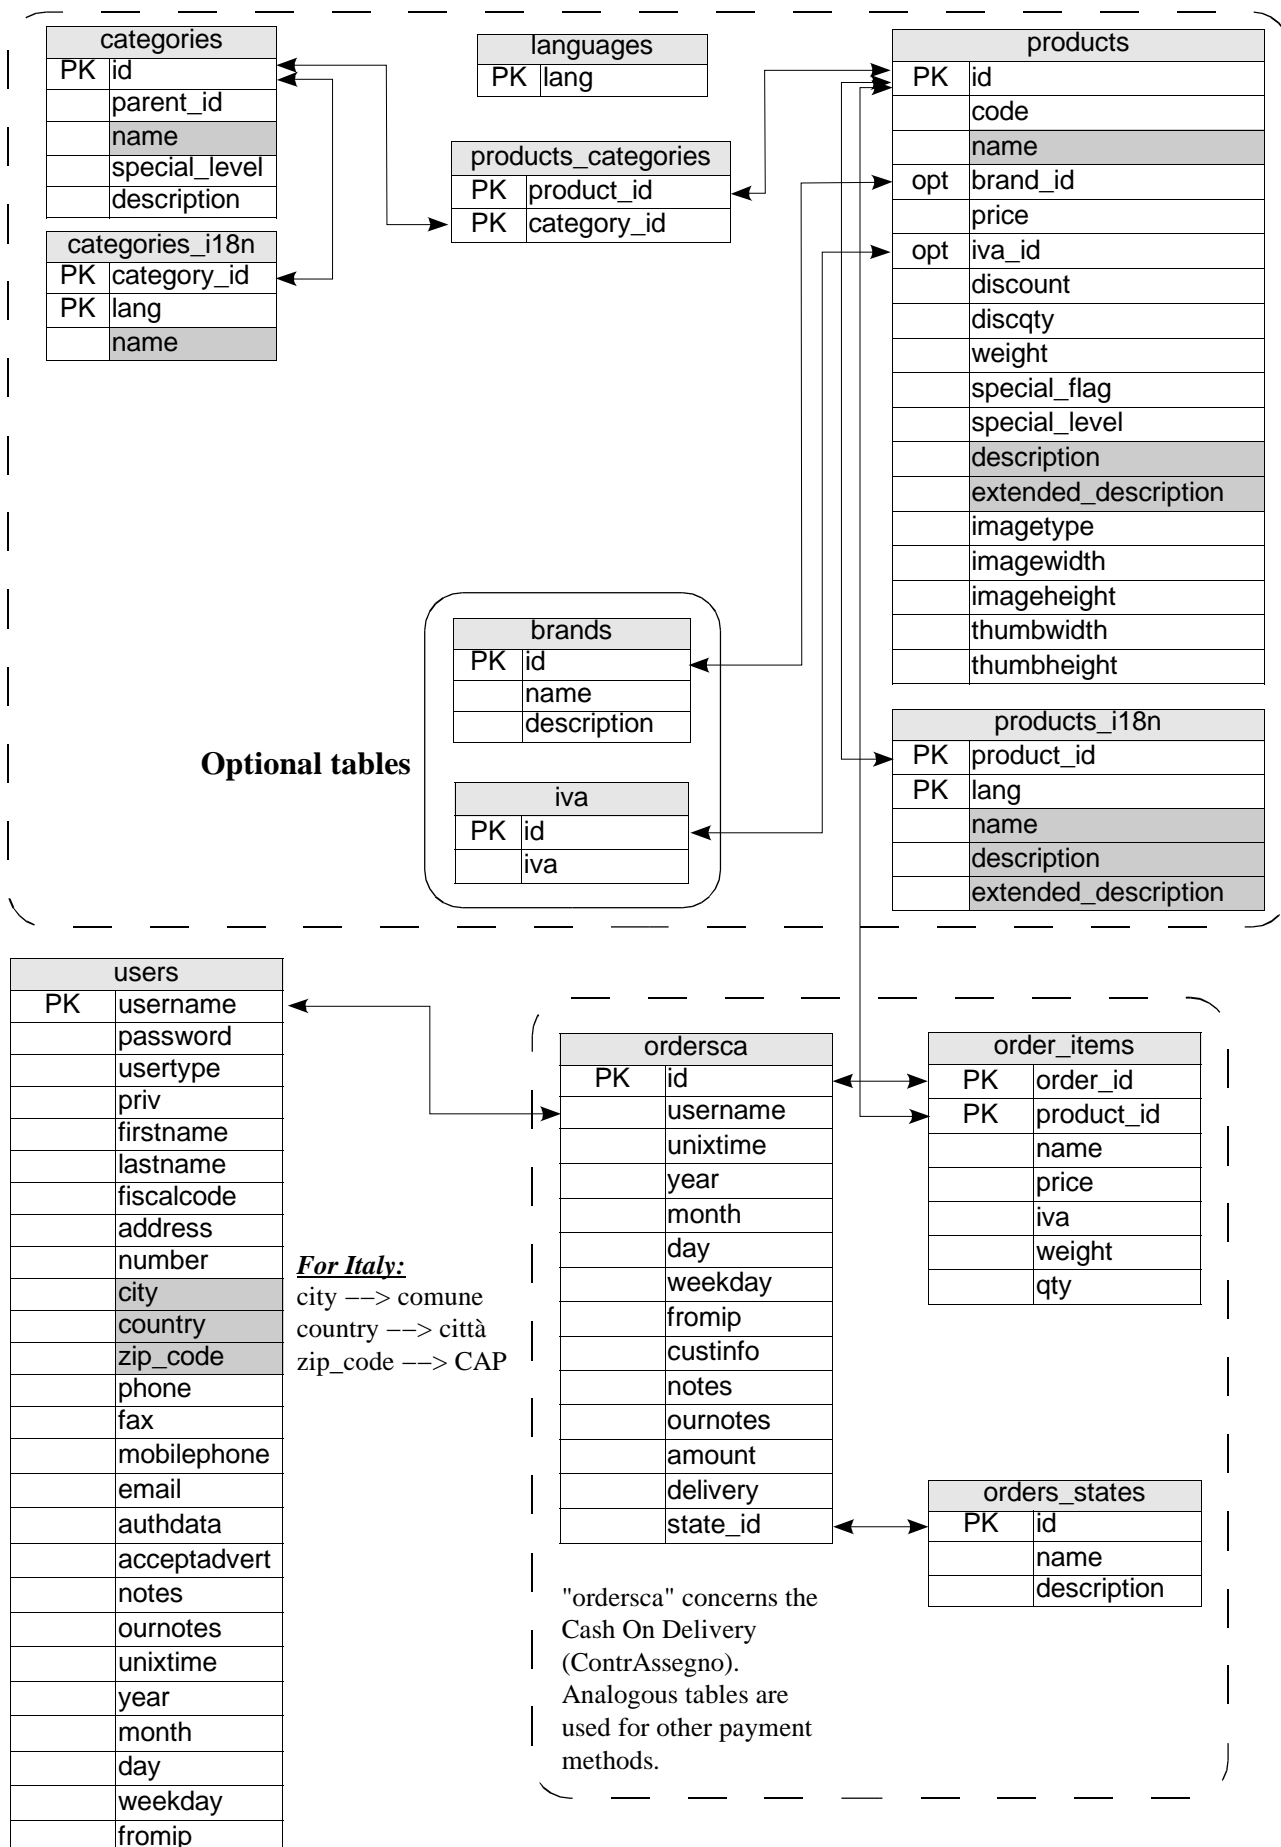 categories
PK id
parent_id
name
special_level
description
categories_i18n
PK category_id
PK lang
name
languages
PK lang
products_categories
PK product_id
PK category_id
products
PK id
code
name
opt brand_id
price
opt iva_id
discount
discqty
weight
special_flag
special_level
description
extended_description
imagetype
imagewidth
imageheight
thumbwidth
thumbheight
Optional tables
brands
PK id
name
description
iva
PK id
iva
products_i18n
PK product_id
PK lang
name
description
extended_description
users
PK username
password
usertype
priv
firstname
lastname
fiscalcode
address
number
city
country
zip_code
phone
fax
mobilephone
email
authdata
acceptadvert
notes
ournotes
unixtime
year
month
day
weekday
fromip
For Italy:
city −−> comune
country −−> città
zip_code −−> CAP
ordersca
PK id
username
unixtime
year
month
day
weekday
fromip
custinfo
notes
ournotes
amount
delivery
state_id
"ordersca" concerns the
Cash On Delivery
(ContrAssegno).
Analogous tables are
used for other payment
methods.
order_items
PK order_id
PK product_id
name
price
iva
weight
qty
orders_states
PK id
name
description